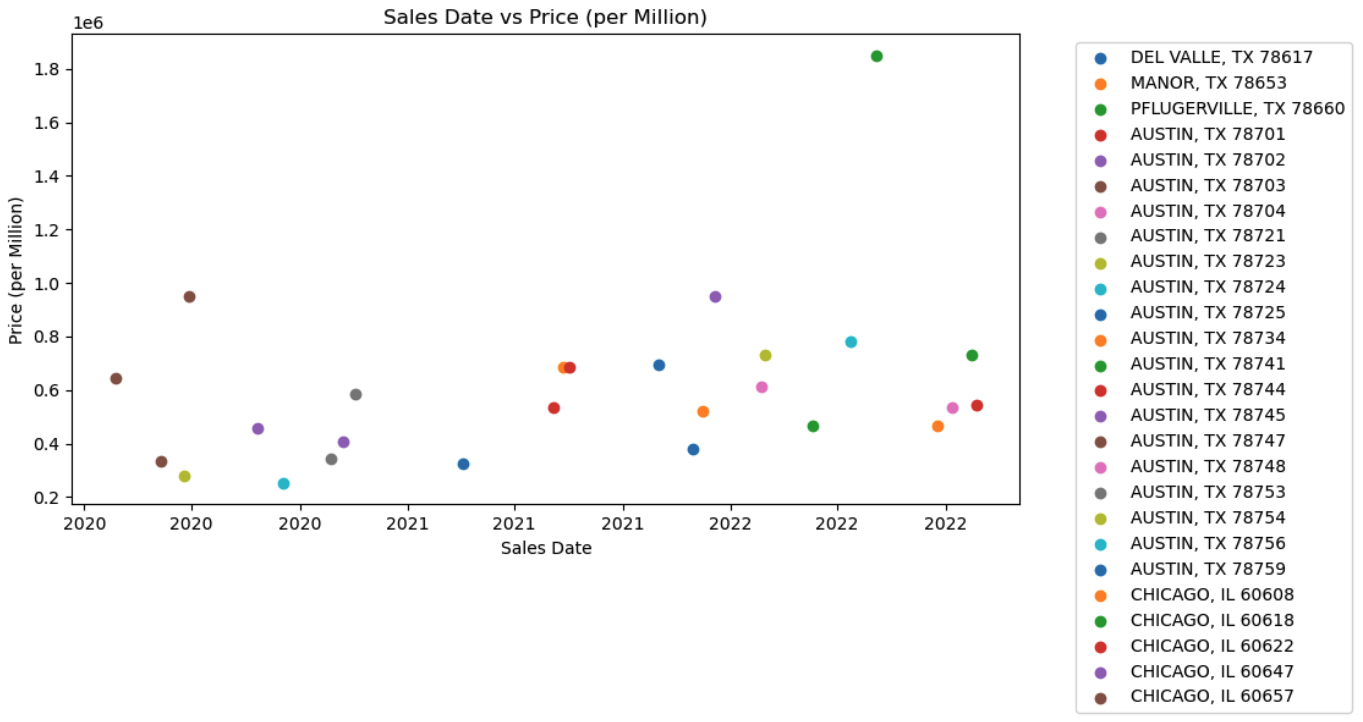 Sales Date vs Price (per Million)
1e6
1.8
1.6
1.4
1.2
1.0
0.8
0.6
0.4
0.2
Price (per Million)
2020
2020
2020
2021
2021
2021
2022
2022
2022
Sales Date
DEL VALLE, TX 78617
MANOR, TX 78653
PFLUGERVILLE, TX 78660
AUSTIN, TX 78701
AUSTIN, TX 78702
AUSTIN, TX 78703
AUSTIN, TX 78704
AUSTIN, TX 78721
AUSTIN, TX 78723
AUSTIN, TX 78724
AUSTIN, TX 78725
AUSTIN, TX 78734
AUSTIN, TX 78741
AUSTIN, TX 78744
AUSTIN, TX 78745
AUSTIN, TX 78747
AUSTIN, TX 78748
AUSTIN, TX 78753
AUSTIN, TX 78754
AUSTIN, TX 78756
AUSTIN, TX 78759
CHICAGO, IL 60608
CHICAGO, IL 60618
CHICAGO, IL 60622
CHICAGO, IL 60647
CHICAGO, IL 60657